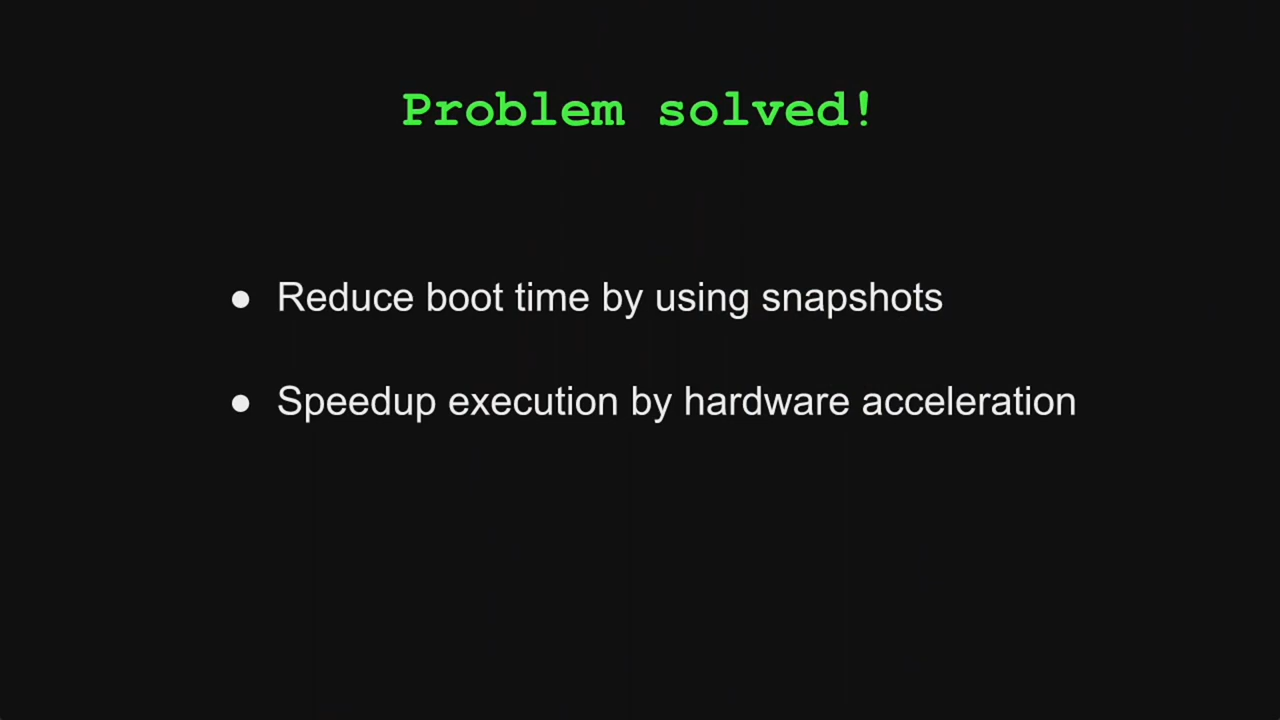 Problem solved!
● Reduce boot time by using snapshots
● Speedup execution by hardware acceleration